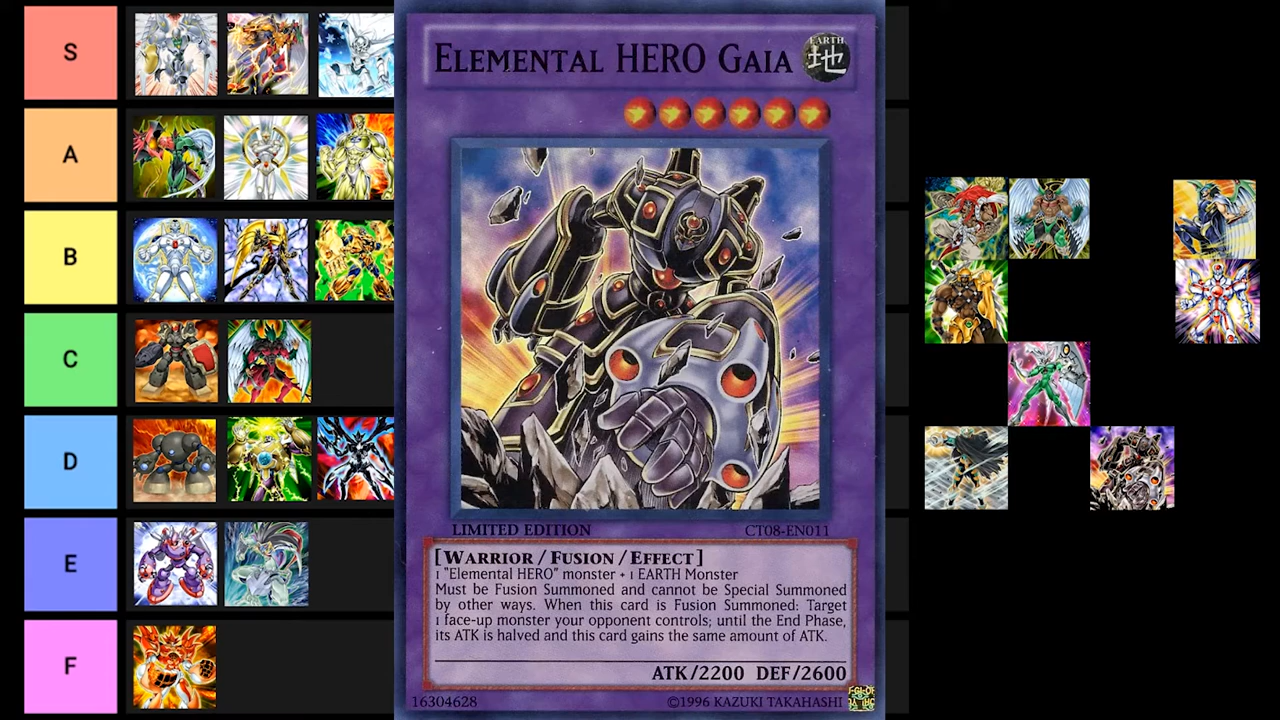 S
A
B
C
D
E
F
ELEMENTAL HERO GAIA
EARTH
地
LIMITED EDITION
CT08-EN011
[WARRIOR / FUSION / EFFECT]
1 "Elemental HERO" monster + 1 EARTH Monster
Must be Fusion Summoned and cannot be Special Summoned
by other ways. When this card is Fusion Summoned: Target
1 face-up monster your opponent controls; until the End Phase,
its ATK is halved and this card gains the same amount of ATK.
ATK/2200 DEF/2600
16304628
©1996 KAZUKI TAKAHASHI